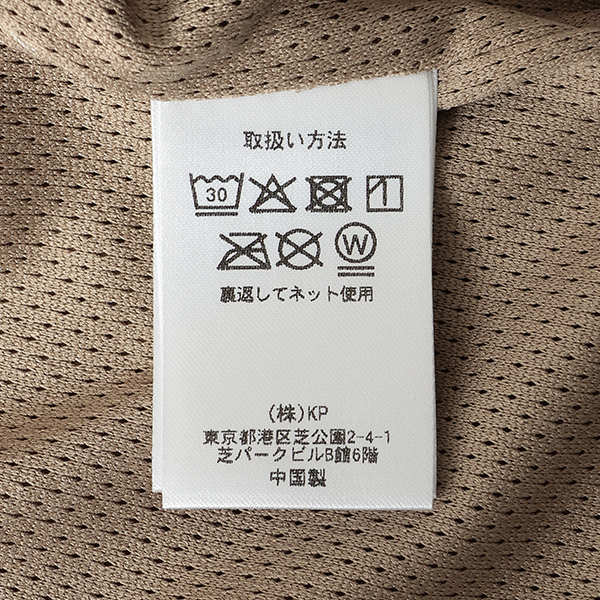 取扱い方法
30
W
裏返してネット使用
(株)KP
東京都港区芝公園2-4-1
芝パークビルB館6階
中国製